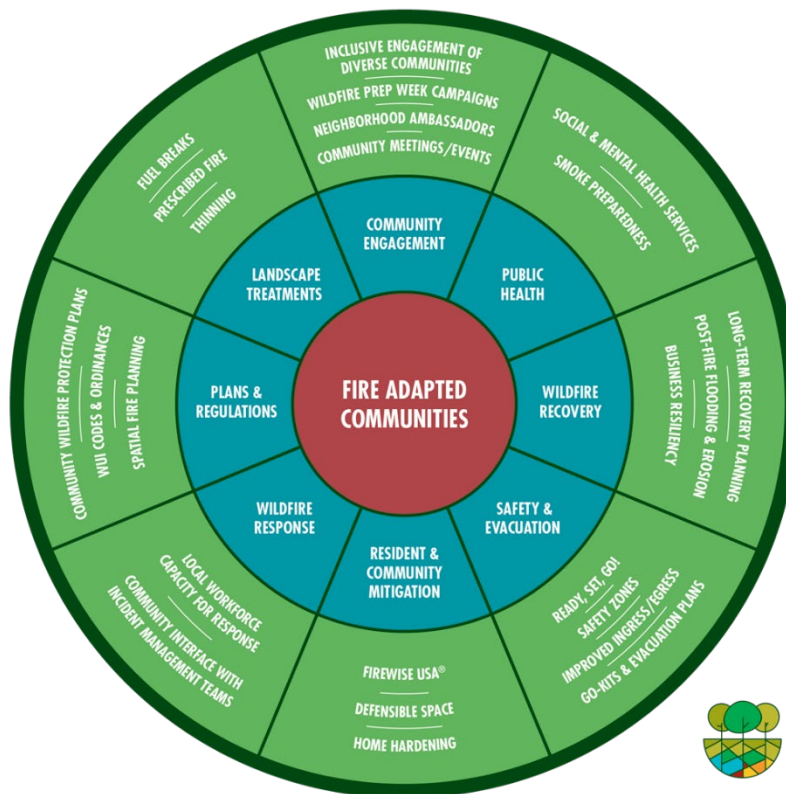 INCLUSIVE ENGAGEMENT OF
DIVERSE COMMUNITIES
WILDFIRE PREP WEEK CAMPAIGNS
NEIGHBORHOOD AMBASSADORS
COMMUNITY MEETINGS/EVENTS
SOCIAL & MENTAL HEALTH SERVICES
SMOKE PREPAREDNESS
LONG-TERM RECOVERY PLANNING
POST-FIRE FLOODING & EROSION
BUSINESS RESILIENCY
READY, SET, GO!
SAFETY ZONES
IMPROVED INGRESS/EGRESS
GO-KITS & EVACUATION PLANS
FIREWISE USA®
DEFENSIBLE SPACE
HOME HARDENING
LOCAL WORKFORCE
CAPACITY FOR RESPONSE
COMMUNITY INTERFACE WITH
INCIDENT MANAGEMENT TEAMS
COMMUNITY WILDFIRE PROTECTION PLANS
WUI CODES & ORDINANCES
SPATIAL FIRE PLANNING
FUEL BREAKS
PRESCRIBED FIRE
THINNING
COMMUNITY
ENGAGEMENT
PUBLIC
HEALTH
WILDFIRE
RECOVERY
SAFETY &
EVACUATION
RESIDENT &
COMMUNITY
MITIGATION
WILDFIRE
RESPONSE
PLANS &
REGULATIONS
LANDSCAPE
TREATMENTS
FIRE ADAPTED
COMMUNITIES